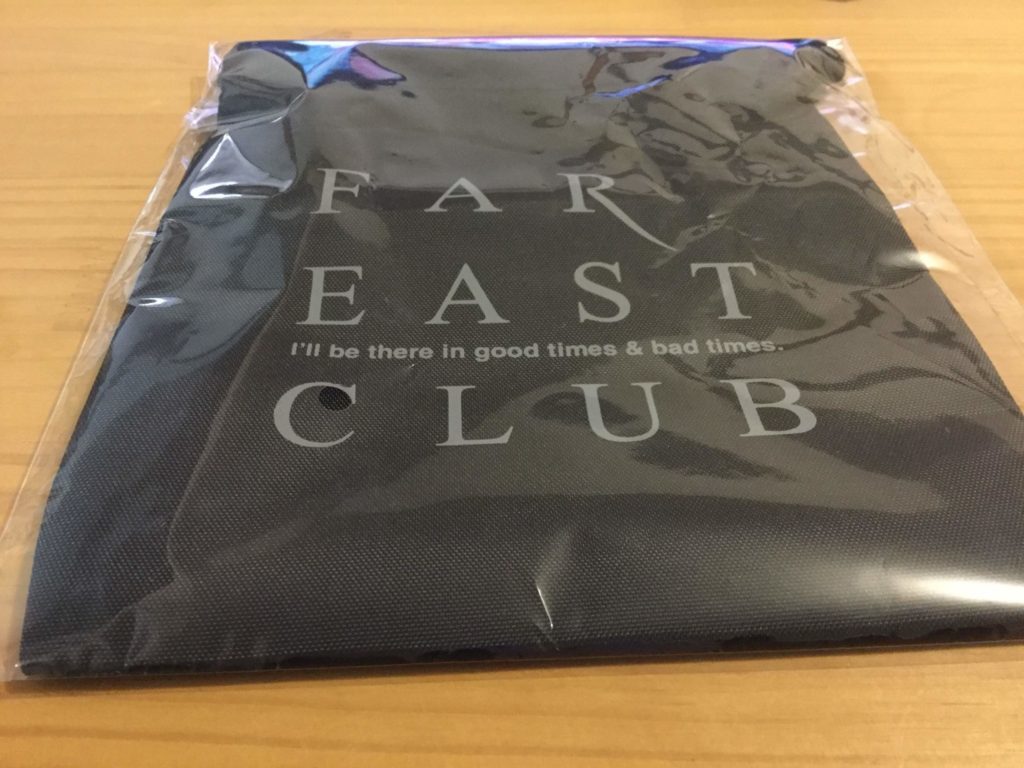 FAR
EAST
I'll be there in good times & bad times.
CLUB